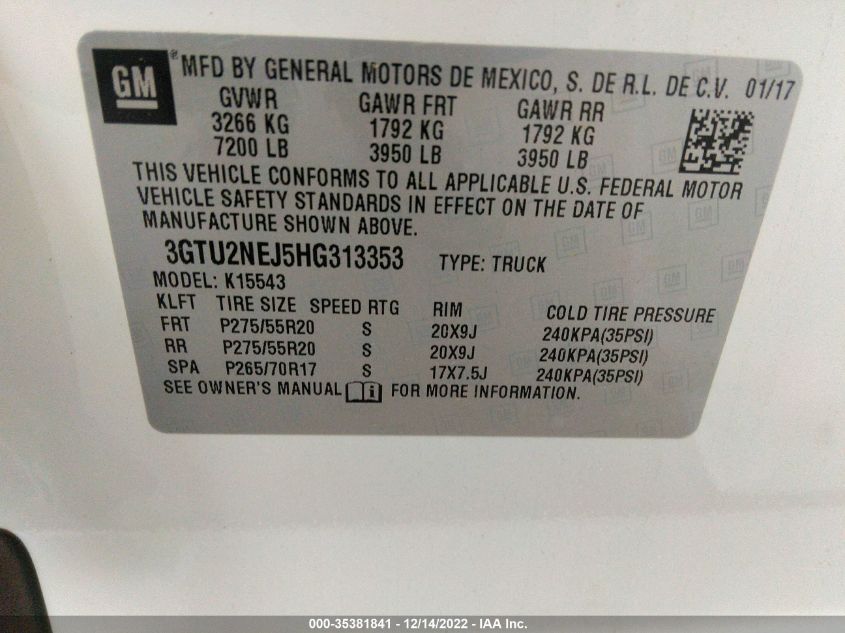 GM ® MFD BY GENERAL MOTORS DE MEXICO, S. DE R.L. DE C.V. 01/17
GVWR GAWR FRT GAWR RR
3266 KG 1792 KG 1792 KG
7200 LB 3950 LB 3950 LB
THIS VEHICLE CONFORMS TO ALL APPLICABLE U.S. FEDERAL MOTOR
VEHICLE SAFETY STANDARDS IN EFFECT ON THE DATE OF
MANUFACTURE SHOWN ABOVE.
3GTU2NEJ5HG313353 TYPE: TRUCK
MODEL: K15543
KLFT TIRE SIZE SPEED RTG RIM COLD TIRE PRESSURE
FRT P275/55R20 S 20X9J 240KPA(35PSI)
RR P275/55R20 S 20X9J 240KPA(35PSI)
SPA P265/70R17 S 17X7.5J 240KPA(35PSI)
SEE OWNER'S MANUAL i FOR MORE INFORMATION.
000-35381841 - 12/14/2022 - IAA Inc.